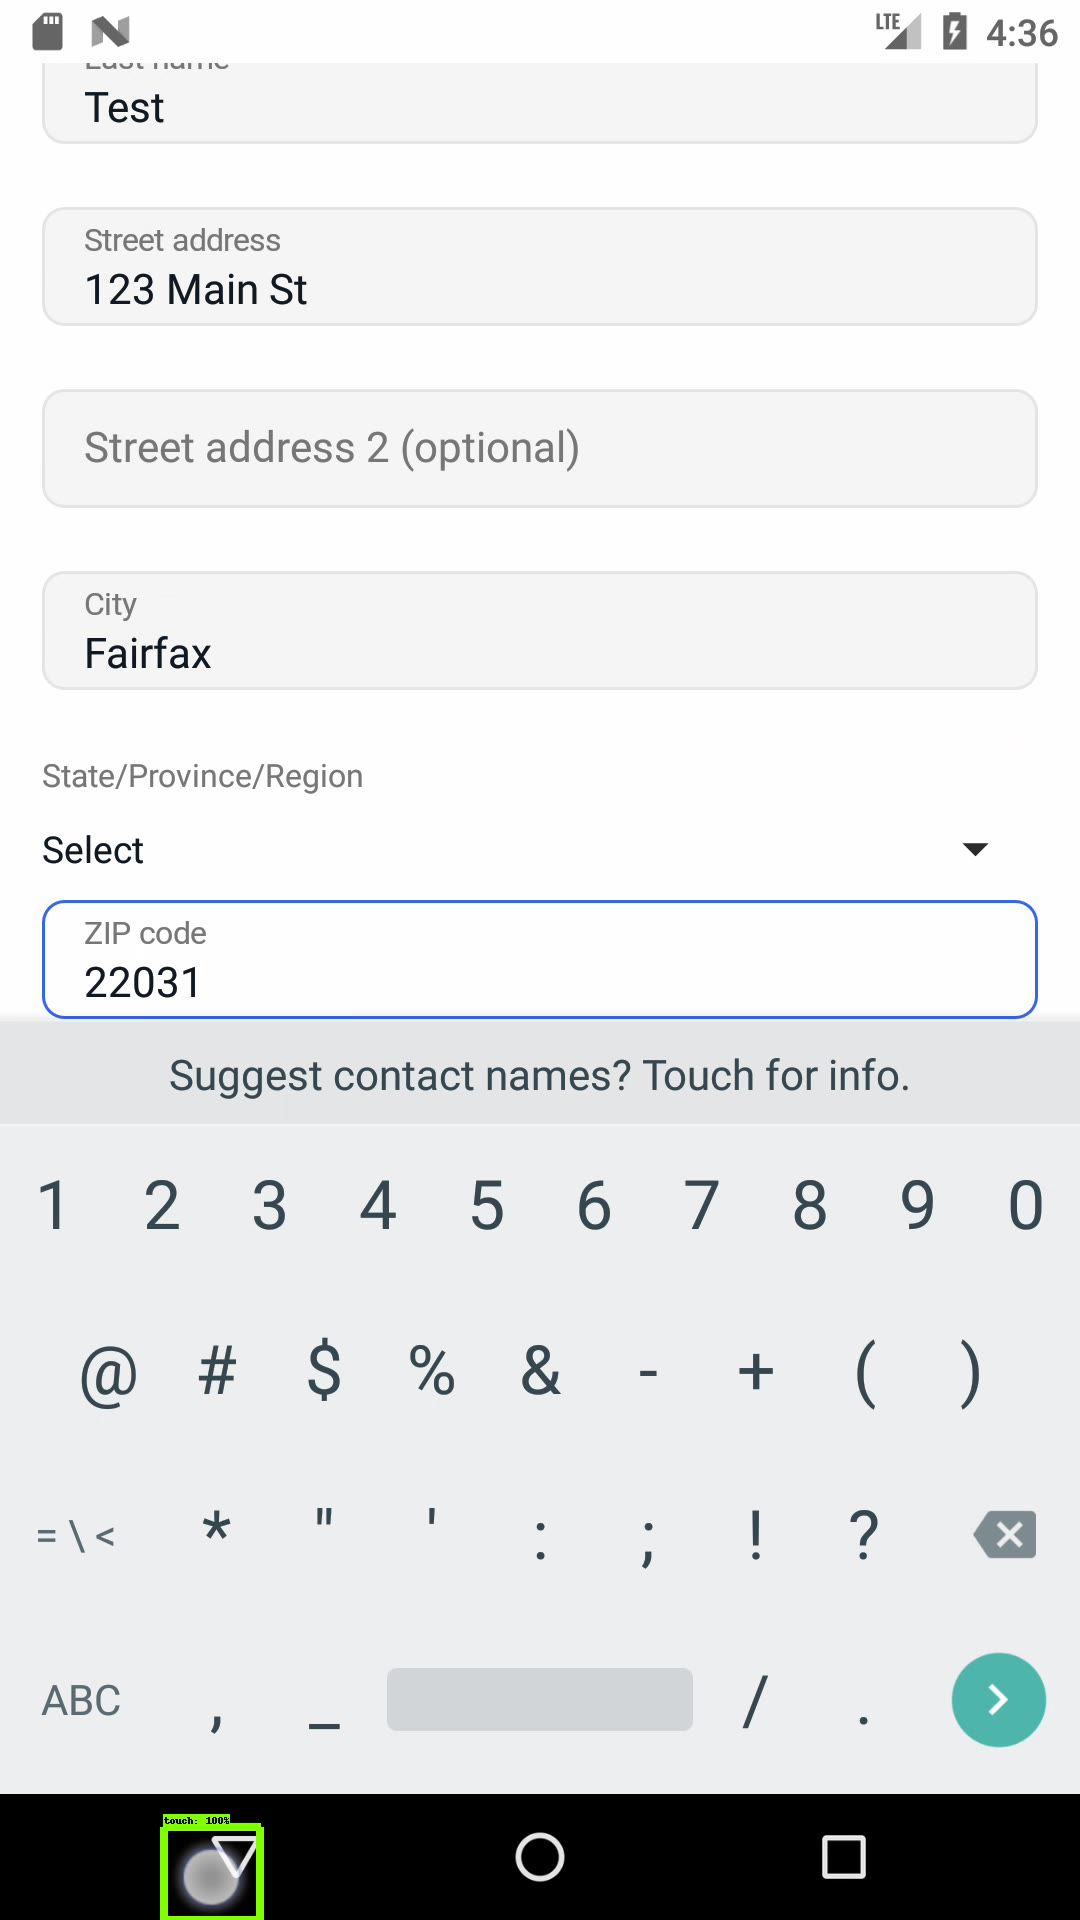 LTE 4:36
Last name
Test
Street address
123 Main St
Street address 2 (optional)
City
Fairfax
State/Province/Region
Select
ZIP code
22031
Suggest contact names? Touch for info.
1 2 3 4 5 6 7 8 9 0
@ # $ % & - + ( )
= \ < * " ' : ; ! ?
ABC , _ / .
touch: 100%